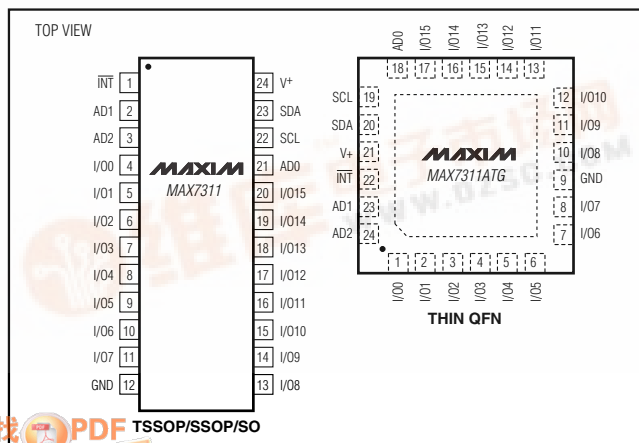 TOP VIEW
INT 1
AD1 2
AD2 3
I/O0 4
I/O1 5
I/O2 6
I/O3 7
I/O4 8
I/O5 9
I/O6 10
I/O7 11
GND 12
MAXIM
MAX7311
24 V+
23 SDA
22 SCL
21 AD0
20 I/O15
19 I/O14
18 I/O13
17 I/O12
16 I/O11
15 I/O10
14 I/O9
13 I/O8
TSSOP/SSOP/SO
AD0 I/O15 I/O14 I/O13 I/O12 I/O11
18 17 16 15 14 13
SCL 19
SDA 20
V+ 21
INT 22
AD1 23
AD2 24
MAXIM
MAX7311ATG
12 I/O10
11 I/O9
10 I/O8
9 GND
8 I/O7
7 I/O6
1 2 3 4 5 6
I/O0 I/O1 I/O2 I/O3 I/O4 I/O5
THIN QFN
找
PDF